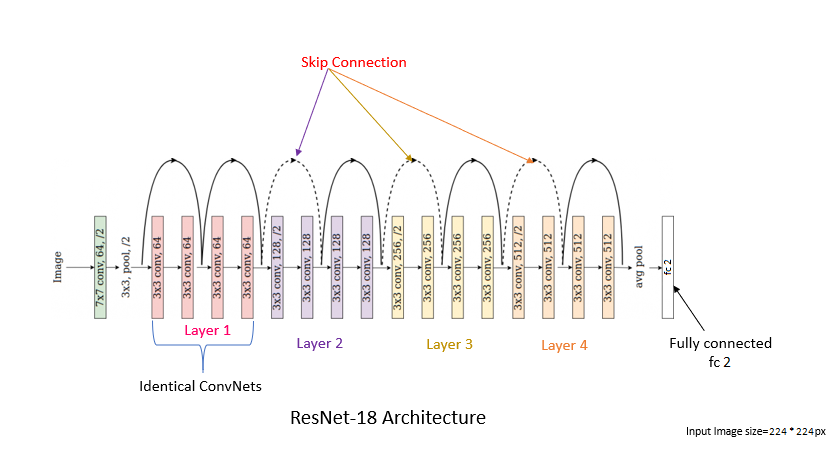 Skip Connection
Image
7x7 conv, 64, /2
3x3, pool, /2
3x3 conv, 64
3x3 conv, 64
3x3 conv, 64
3x3 conv, 64
3x3 conv, 128, /2
3x3 conv, 128
3x3 conv, 128
3x3 conv, 128
3x3 conv, 256, /2
3x3 conv, 256
3x3 conv, 256
3x3 conv, 256
3x3 conv, 512, /2
3x3 conv, 512
3x3 conv, 512
3x3 conv, 512
avg pool
fc 2
Layer 1
Layer 2
Layer 3
Layer 4
Fully connected
fc 2
Identical ConvNets
ResNet-18 Architecture
Input Image size=224 * 224px